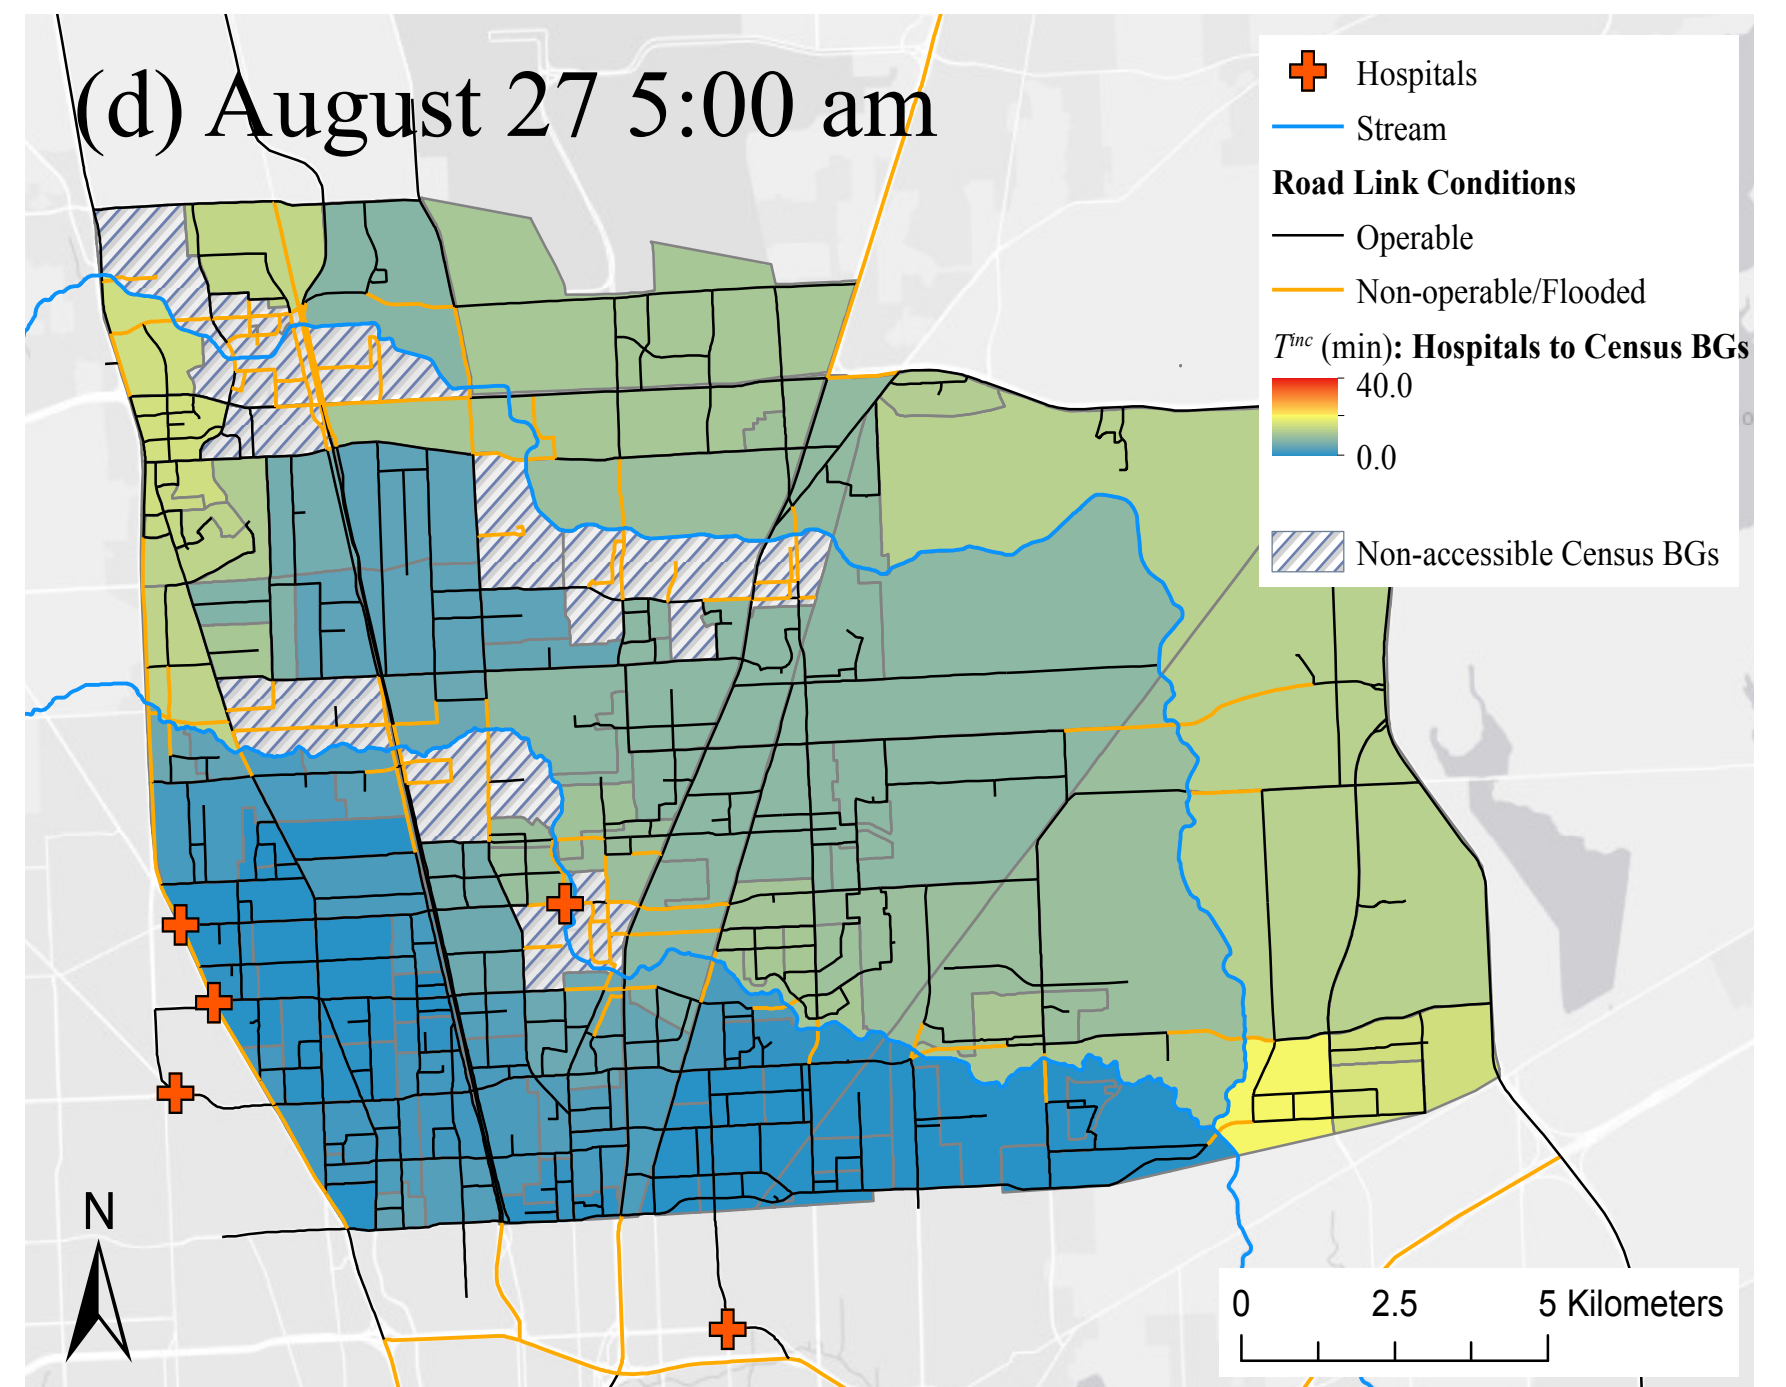 (d) August 27 5:00 am
Hospitals
Stream
Road Link Conditions
Operable
Non-operable/Flooded
T^inc (min): Hospitals to Census BGs
40.0
0.0
Non-accessible Census BGs
N
0 2.5 5 Kilometers